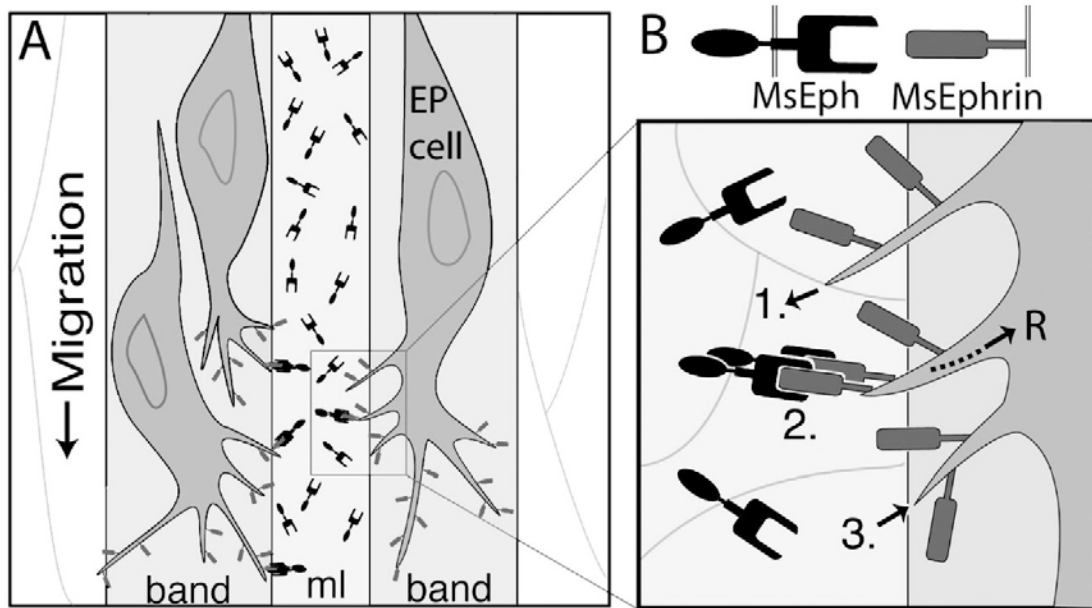 A
EP
cell
Migration
band
ml
band
B
MsEph
MsEphrin
1.
R
2.
3.